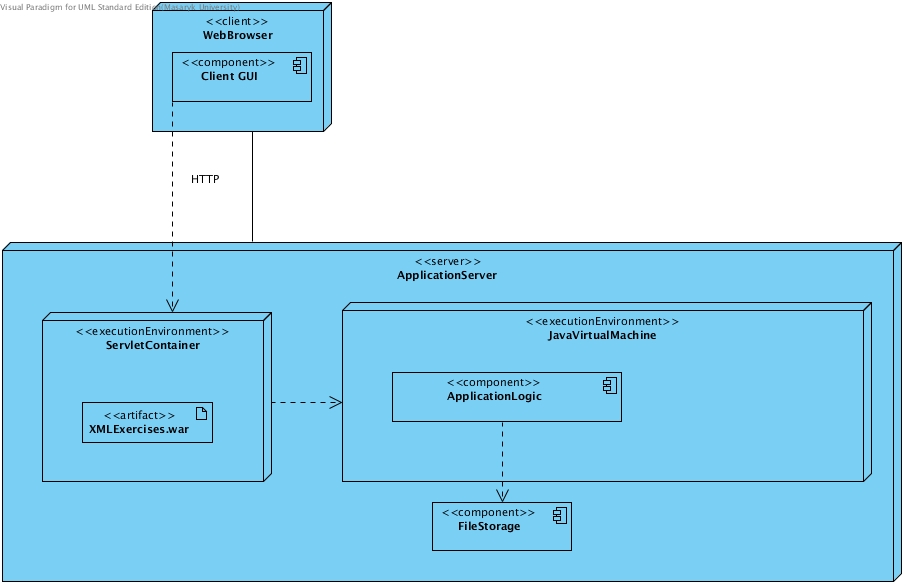 Visual Paradigm for UML Standard Edition(Masaryk University)
<<client>>
WebBrowser
<<component>>
Client GUI
HTTP
<<server>>
ApplicationServer
<<executionEnvironment>>
ServletContainer
<<artifact>>
XMLExercises.war
<<executionEnvironment>>
JavaVirtualMachine
<<component>>
ApplicationLogic
<<component>>
FileStorage